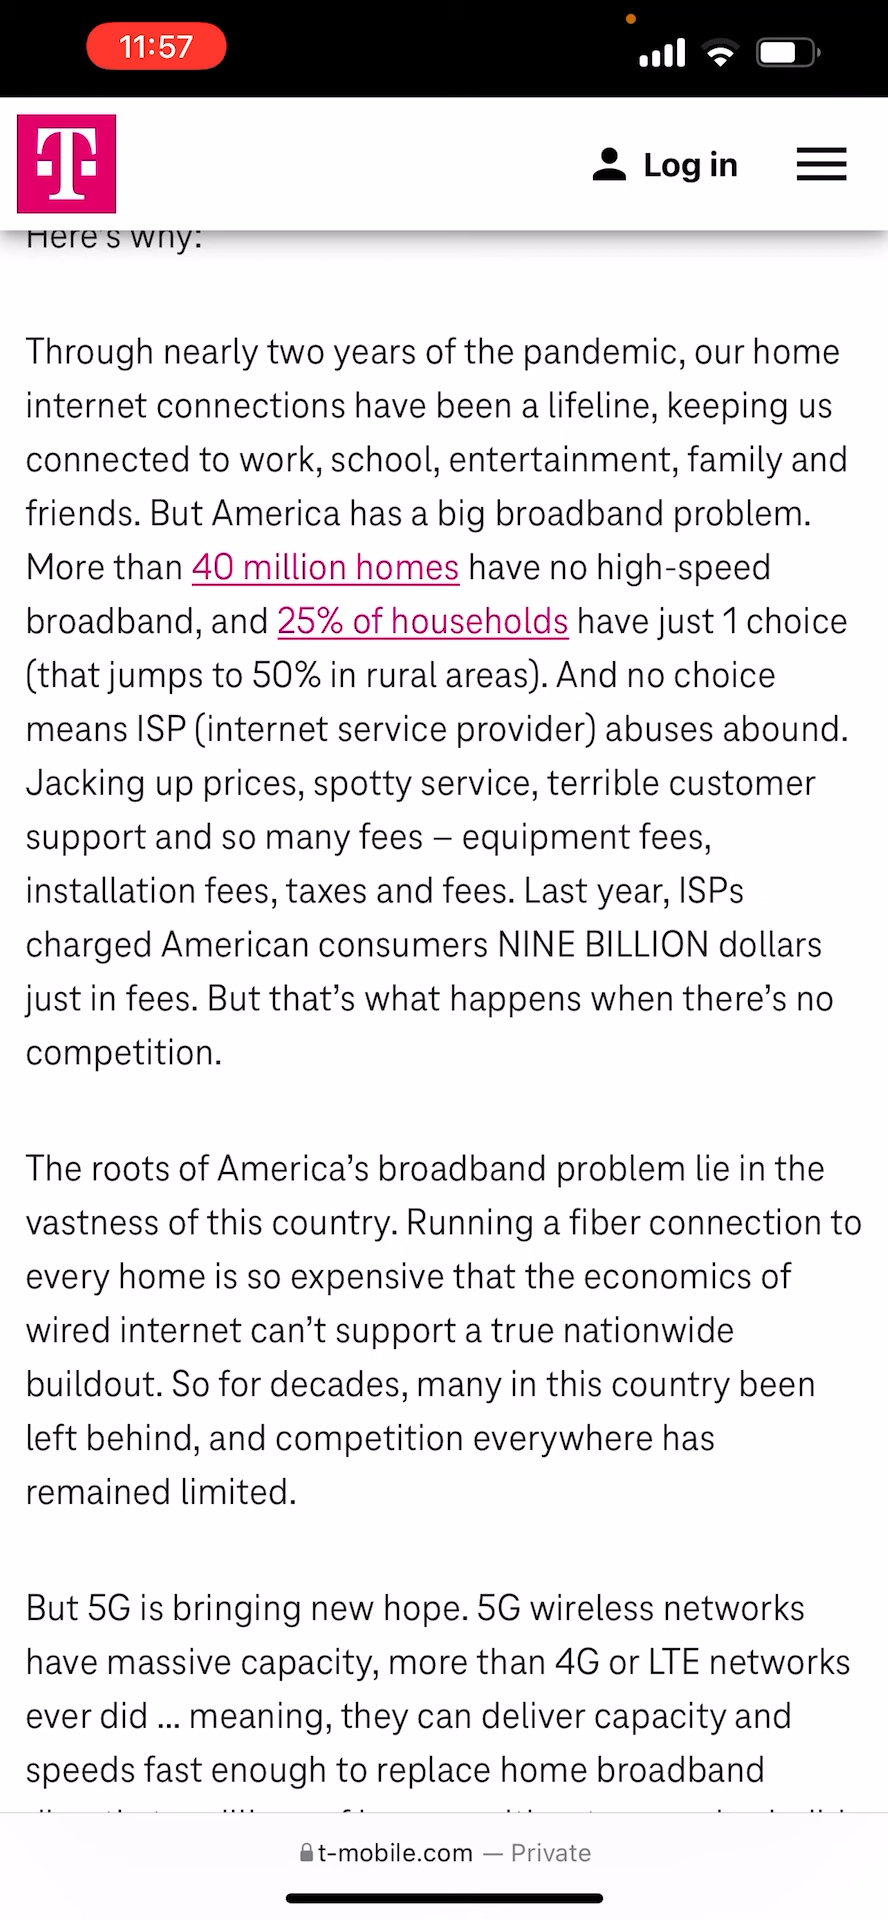 11:57
T
Log in
Here's why:
Through nearly two years of the pandemic, our home
internet connections have been a lifeline, keeping us
connected to work, school, entertainment, family and
friends. But America has a big broadband problem.
More than 40 million homes have no high-speed
broadband, and 25% of households have just 1 choice
(that jumps to 50% in rural areas). And no choice
means ISP (internet service provider) abuses abound.
Jacking up prices, spotty service, terrible customer
support and so many fees – equipment fees,
installation fees, taxes and fees. Last year, ISPs
charged American consumers NINE BILLION dollars
just in fees. But that’s what happens when there’s no
competition.
The roots of America’s broadband problem lie in the
vastness of this country. Running a fiber connection to
every home is so expensive that the economics of
wired internet can’t support a true nationwide
buildout. So for decades, many in this country been
left behind, and competition everywhere has
remained limited.
But 5G is bringing new hope. 5G wireless networks
have massive capacity, more than 4G or LTE networks
ever did ... meaning, they can deliver capacity and
speeds fast enough to replace home broadband
t-mobile.com — Private